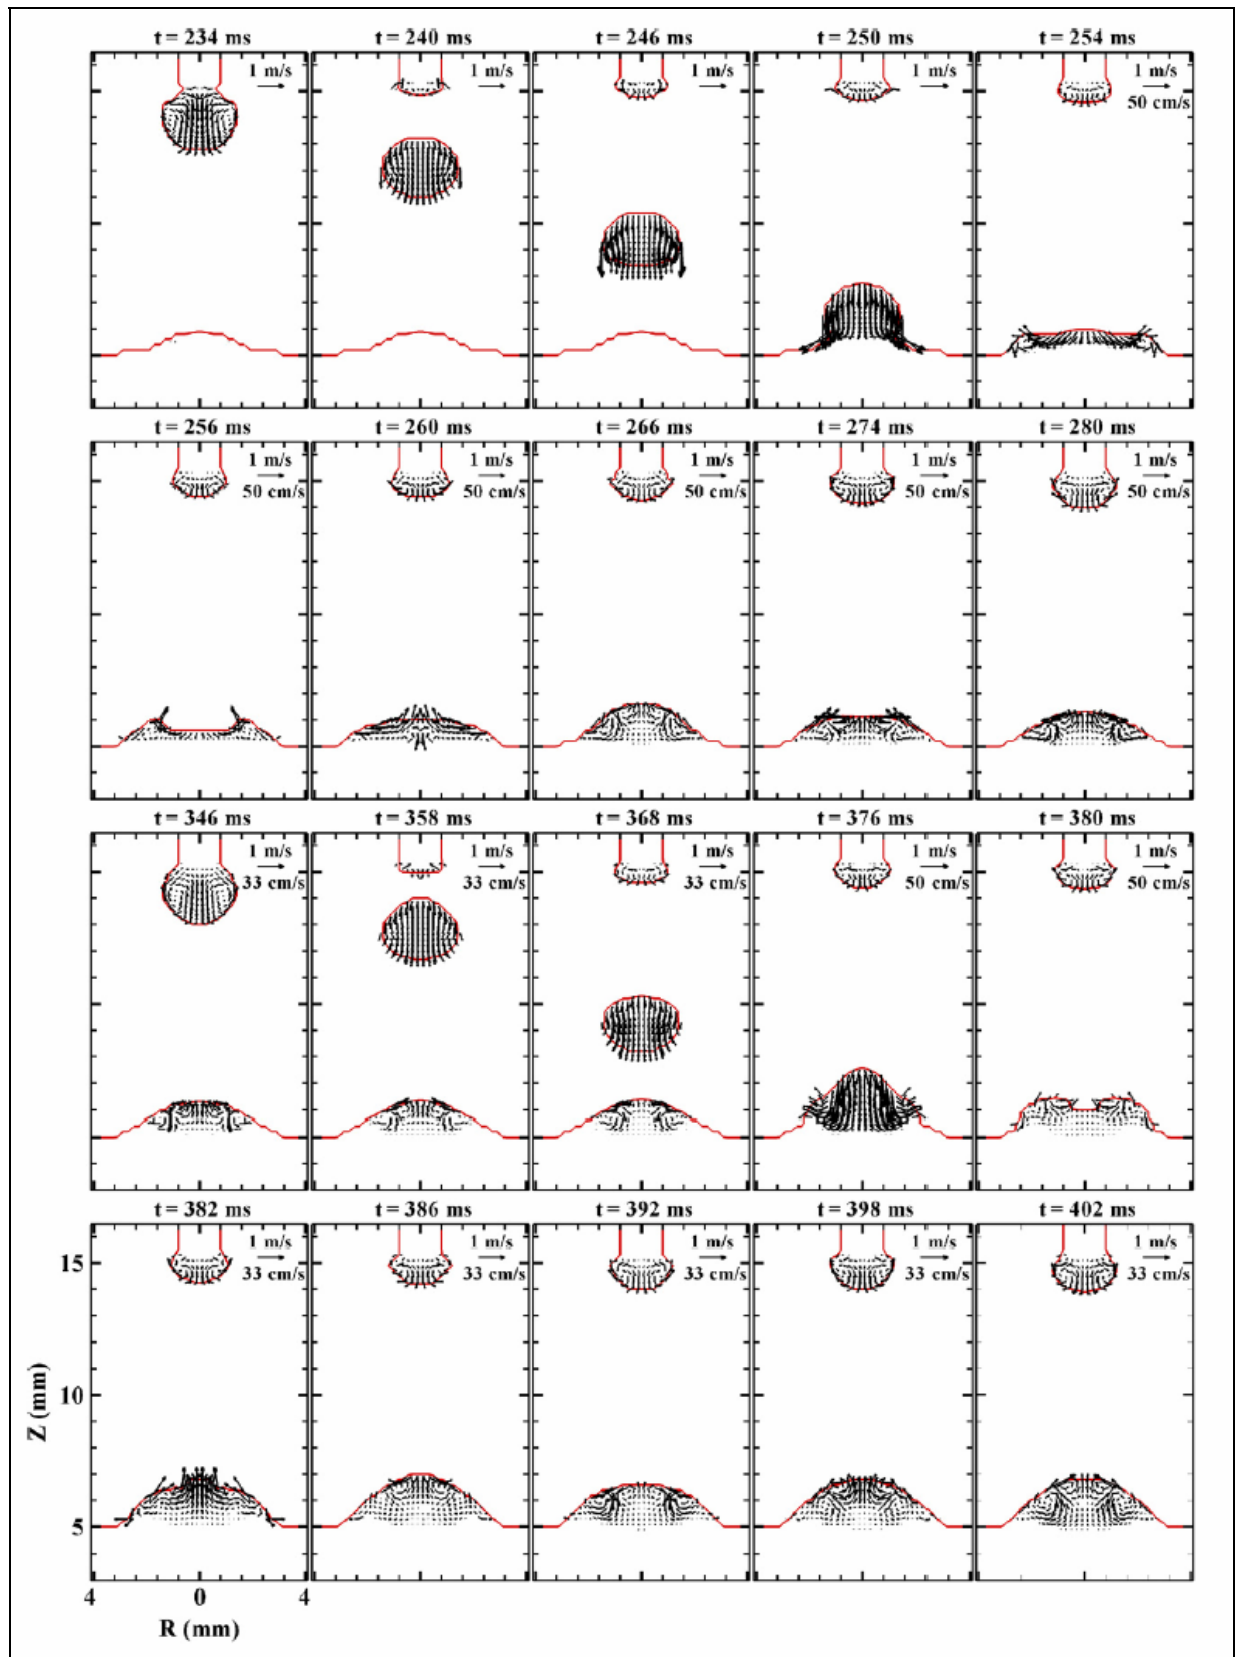 t = 234 ms t = 240 ms t = 246 ms t = 250 ms t = 254 ms
1 m/s 1 m/s 1 m/s 1 m/s 1 m/s
50 cm/s
t = 256 ms t = 260 ms t = 266 ms t = 274 ms t = 280 ms
1 m/s 1 m/s 1 m/s 1 m/s 1 m/s
50 cm/s 50 cm/s 50 cm/s 50 cm/s 50 cm/s
t = 346 ms t = 358 ms t = 368 ms t = 376 ms t = 380 ms
1 m/s 1 m/s 1 m/s 1 m/s 1 m/s
33 cm/s 33 cm/s 33 cm/s 50 cm/s 50 cm/s
t = 382 ms t = 386 ms t = 392 ms t = 398 ms t = 402 ms
1 m/s 1 m/s 1 m/s 1 m/s 1 m/s
15 33 cm/s 33 cm/s 33 cm/s 33 cm/s 33 cm/s
10
Z (mm)
5
4 0 4
R (mm)